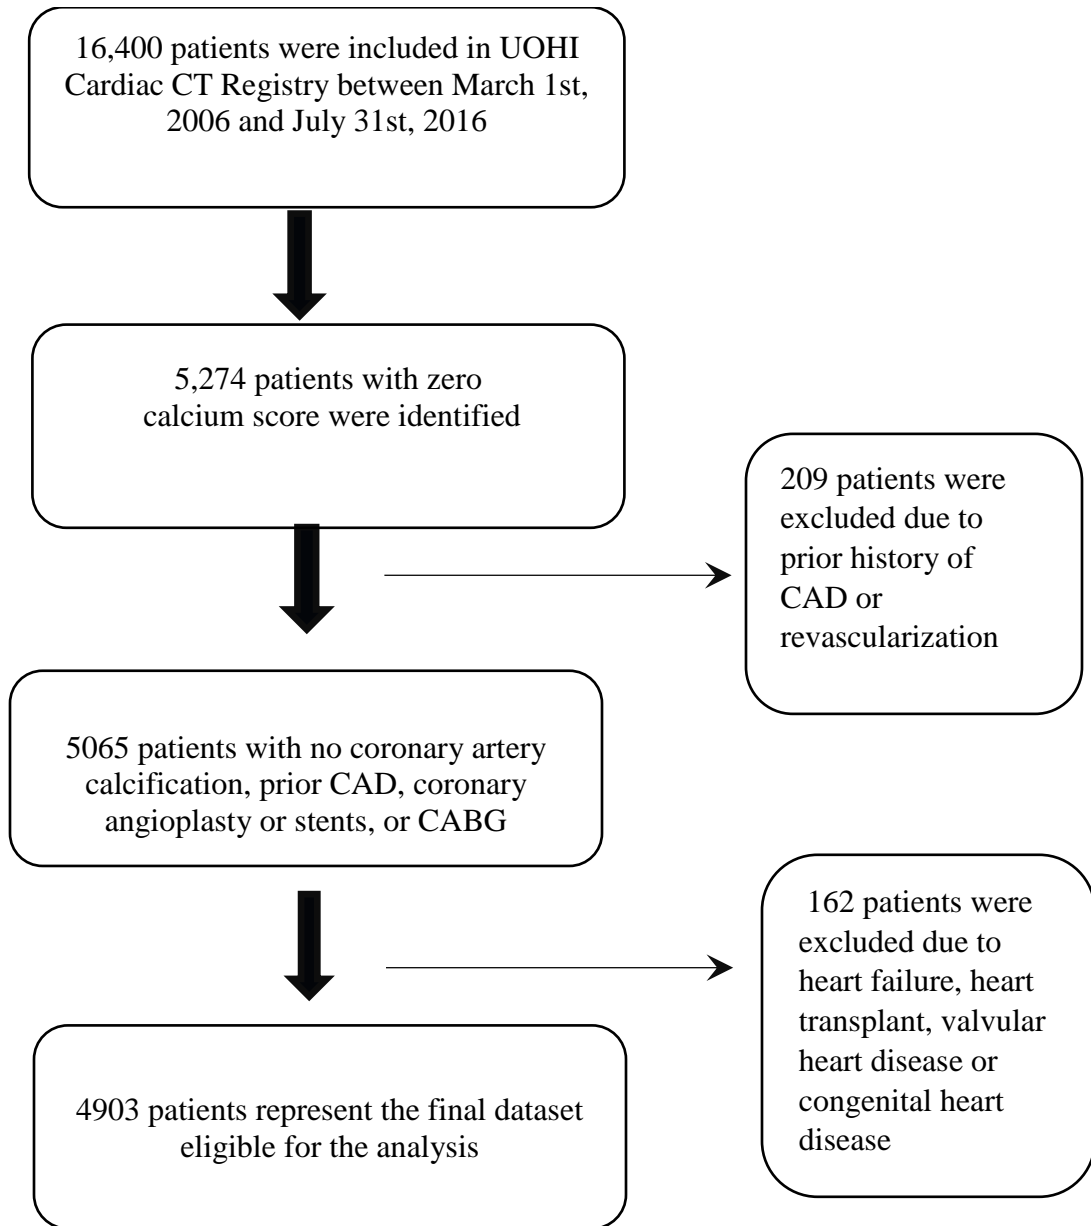 16,400 patients were included in UOHI
Cardiac CT Registry between March 1st,
2006 and July 31st, 2016
5,274 patients with zero
calcium score were identified
209 patients were
excluded due to
prior history of
CAD or
revascularization
5065 patients with no coronary artery
calcification, prior CAD, coronary
angioplasty or stents, or CABG
162 patients were
excluded due to
heart failure, heart
transplant, valvular
heart disease or
congenital heart
disease
4903 patients represent the final dataset
eligible for the analysis